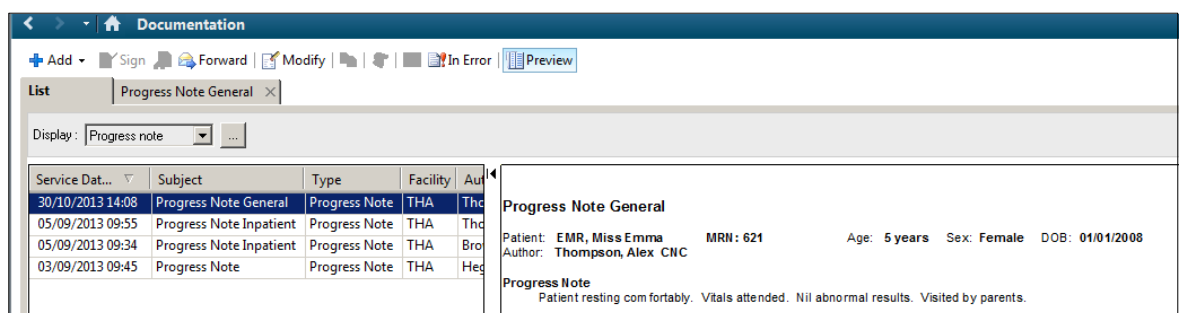 Documentation
Add Sign Forward Modify In Error Preview
List Progress Note General
Display : Progress note ...
Service Dat... Subject Type Facility Aut
30/10/2013 14:08 Progress Note General Progress Note THA Tho
05/09/2013 09:55 Progress Note Inpatient Progress Note THA Tho
05/09/2013 09:34 Progress Note Inpatient Progress Note THA Bro
03/09/2013 09:45 Progress Note Progress Note THA Heg
Progress Note General
Patient: EMR, Miss Emma MRN: 621 Age: 5 years Sex: Female DOB: 01/01/2008
Author: Thompson, Alex CNC
Progress Note
Patient resting comfortably. Vitals attended. Nil abnormal results. Visited by parents.